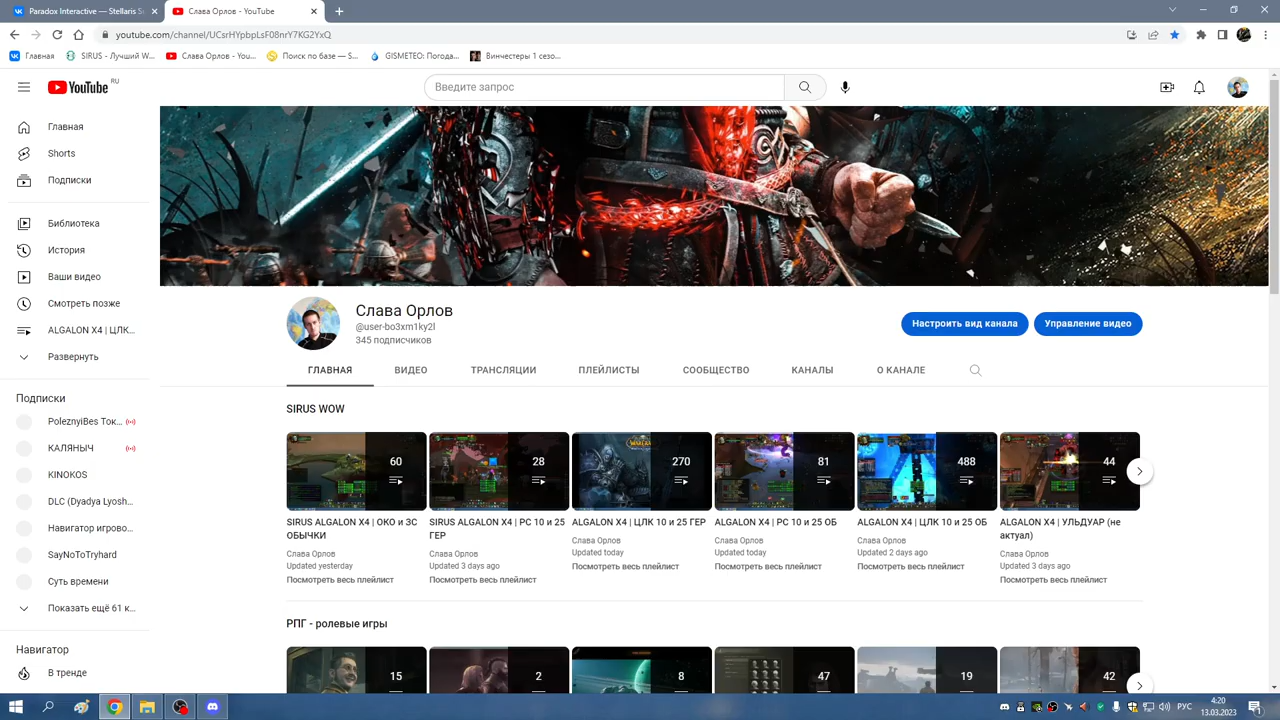 Paradox Interactive — Stellaris S
Слава Орлов - YouTube
youtube.com/channel/UCsrHYpbpLsF08nrY7KG2YxQ
Главная
SIRUS - Лучший W...
Слава Орлов - You...
Поиск по базе — S...
GISMETEO: Погода...
Винчестеры 1 сезо...
YouTube RU
Введите запрос
Главная
Shorts
Подписки
Библиотека
История
Ваши видео
Смотреть позже
ALGALON X4 | ЦЛК...
Развернуть
Подписки
PoleznyiBes Ток...
КАЛЯНЫЧ
KINOKOS
DLC (Dyadya Lyosh...
Навигатор игрово...
SayNoToTryhard
Суть времени
Показать ещё 61 к...
Навигатор
В тренде
Слава Орлов
@user-bo3xm1ky2l
345 подписчиков
Настроить вид канала
Управление видео
ГЛАВНАЯ
ВИДЕО
ТРАНСЛЯЦИИ
ПЛЕЙЛИСТЫ
СООБЩЕСТВО
КАНАЛЫ
О КАНАЛЕ
SIRUS WOW
60
28
270
81
488
44
SIRUS ALGALON X4 | ОКО и ЗС
ОБЫЧКИ
Слава Орлов
Updated yesterday
Посмотреть весь плейлист
SIRUS ALGALON X4 | РС 10 и 25
ГЕР
Слава Орлов
Updated 3 days ago
Посмотреть весь плейлист
ALGALON X4 | ЦЛК 10 и 25 ГЕР
Слава Орлов
Updated today
Посмотреть весь плейлист
ALGALON X4 | РС 10 и 25 ОБ
Слава Орлов
Updated today
Посмотреть весь плейлист
ALGALON X4 | ЦЛК 10 и 25 ОБ
Слава Орлов
Updated 2 days ago
Посмотреть весь плейлист
ALGALON X4 | УЛЬДУАР (не
актуал)
Слава Орлов
Updated 3 days ago
Посмотреть весь плейлист
РПГ - ролевые игры
15
2
8
47
19
42
РУС
4:20
13.03.2023